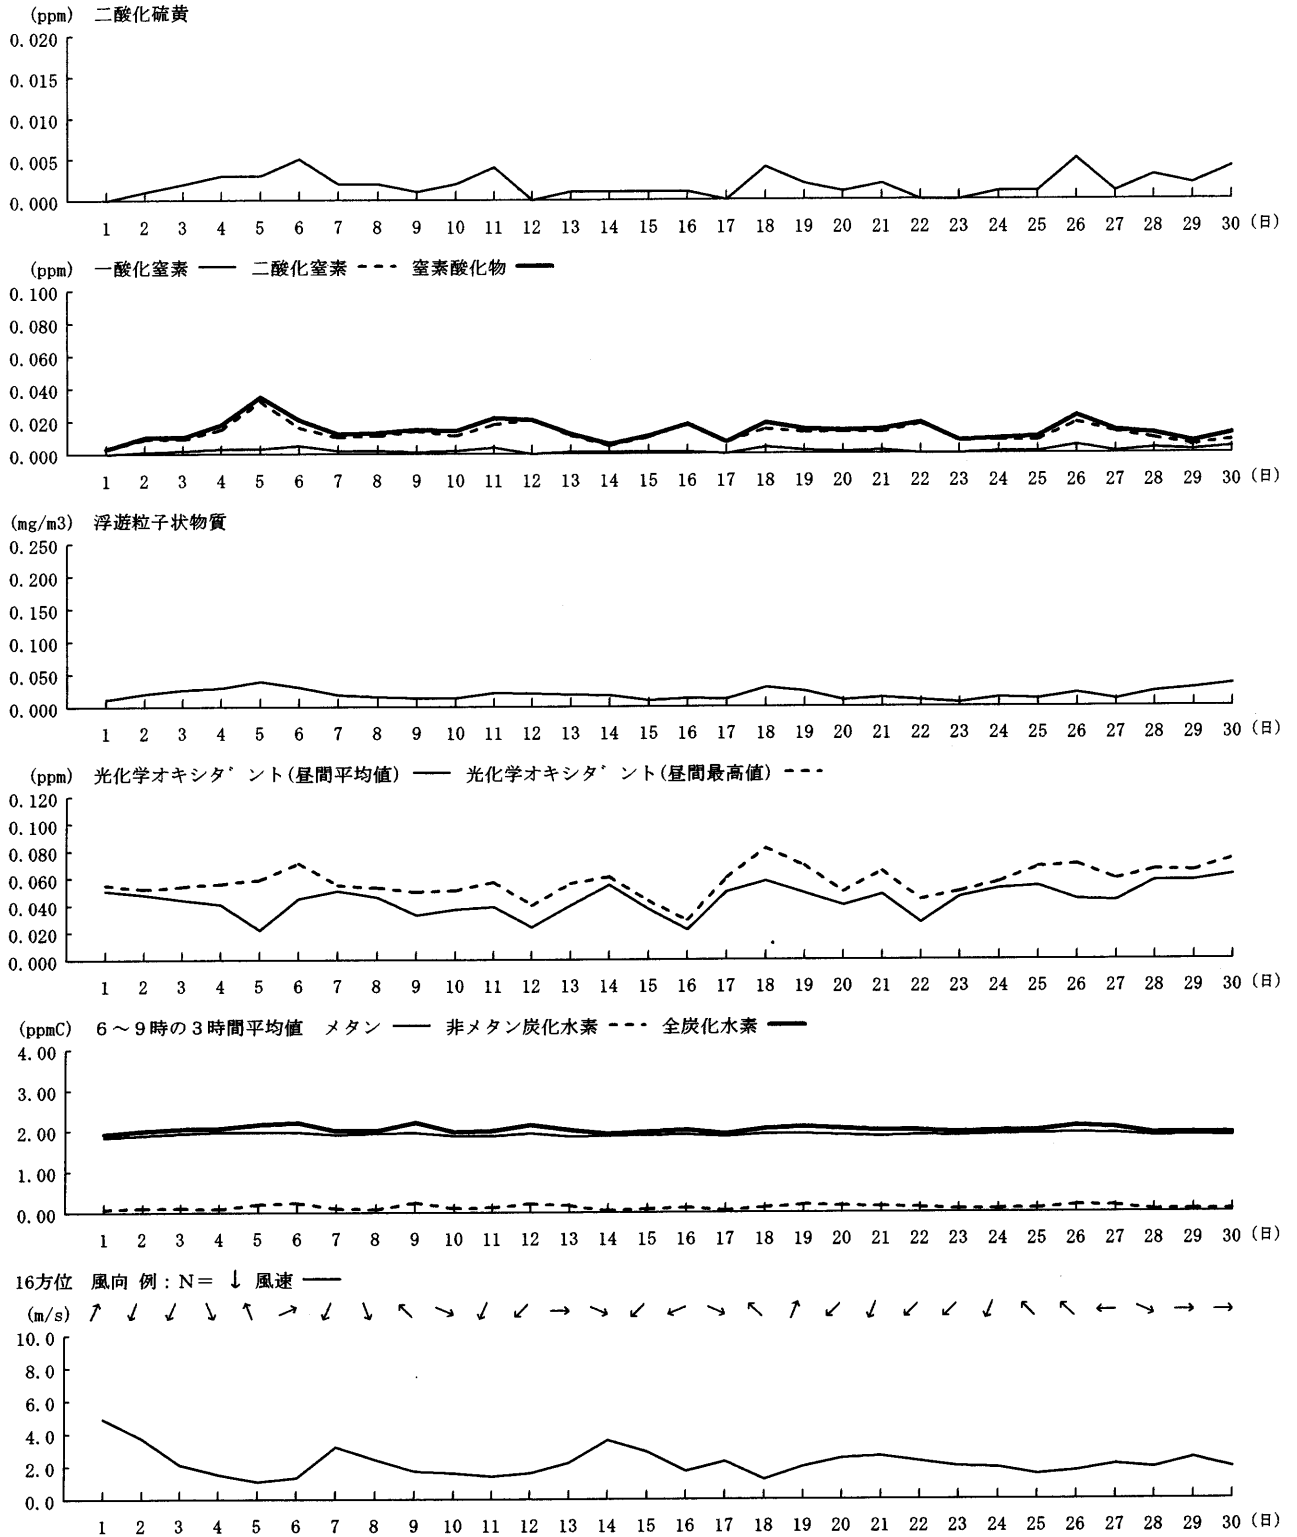 (ppm) 二酸化硫黄
0.020
0.015
0.010
0.005
0.000
1 2 3 4 5 6 7 8 9 10 11 12 13 14 15 16 17 18 19 20 21 22 23 24 25 26 27 28 29 30 (日)
(ppm) 一酸化窒素 二酸化窒素 窒素酸化物
0.100
0.080
0.060
0.040
0.020
0.000
1 2 3 4 5 6 7 8 9 10 11 12 13 14 15 16 17 18 19 20 21 22 23 24 25 26 27 28 29 30 (日)
(mg/m3) 浮遊粒子状物質
0.250
0.200
0.150
0.100
0.050
0.000
1 2 3 4 5 6 7 8 9 10 11 12 13 14 15 16 17 18 19 20 21 22 23 24 25 26 27 28 29 30 (日)
(ppm) 光化学オキシダント(昼間平均値) 光化学オキシダント(昼間最高値)
0.120
0.100
0.080
0.060
0.040
0.020
0.000
1 2 3 4 5 6 7 8 9 10 11 12 13 14 15 16 17 18 19 20 21 22 23 24 25 26 27 28 29 30 (日)
(ppmC) 6～9時の3時間平均値 メタン 非メタン炭化水素 全炭化水素
4.00
3.00
2.00
1.00
0.00
1 2 3 4 5 6 7 8 9 10 11 12 13 14 15 16 17 18 19 20 21 22 23 24 25 26 27 28 29 30 (日)
16方位 風向 例：N＝ ↓ 風速
(m/s) ↗ ↙ ↙ ↘ ↖ ↗ ↙ ↘ ↖ ↘ ↙ ↙ → ↘ ↙ ↙ ↘ ↖ ↗ ↙ ↙ ↙ ↙ ↙ ↖ ↖ ← ↘ → →
10.0
8.0
6.0
4.0
2.0
0.0
1 2 3 4 5 6 7 8 9 10 11 12 13 14 15 16 17 18 19 20 21 22 23 24 25 26 27 28 29 30 (日)